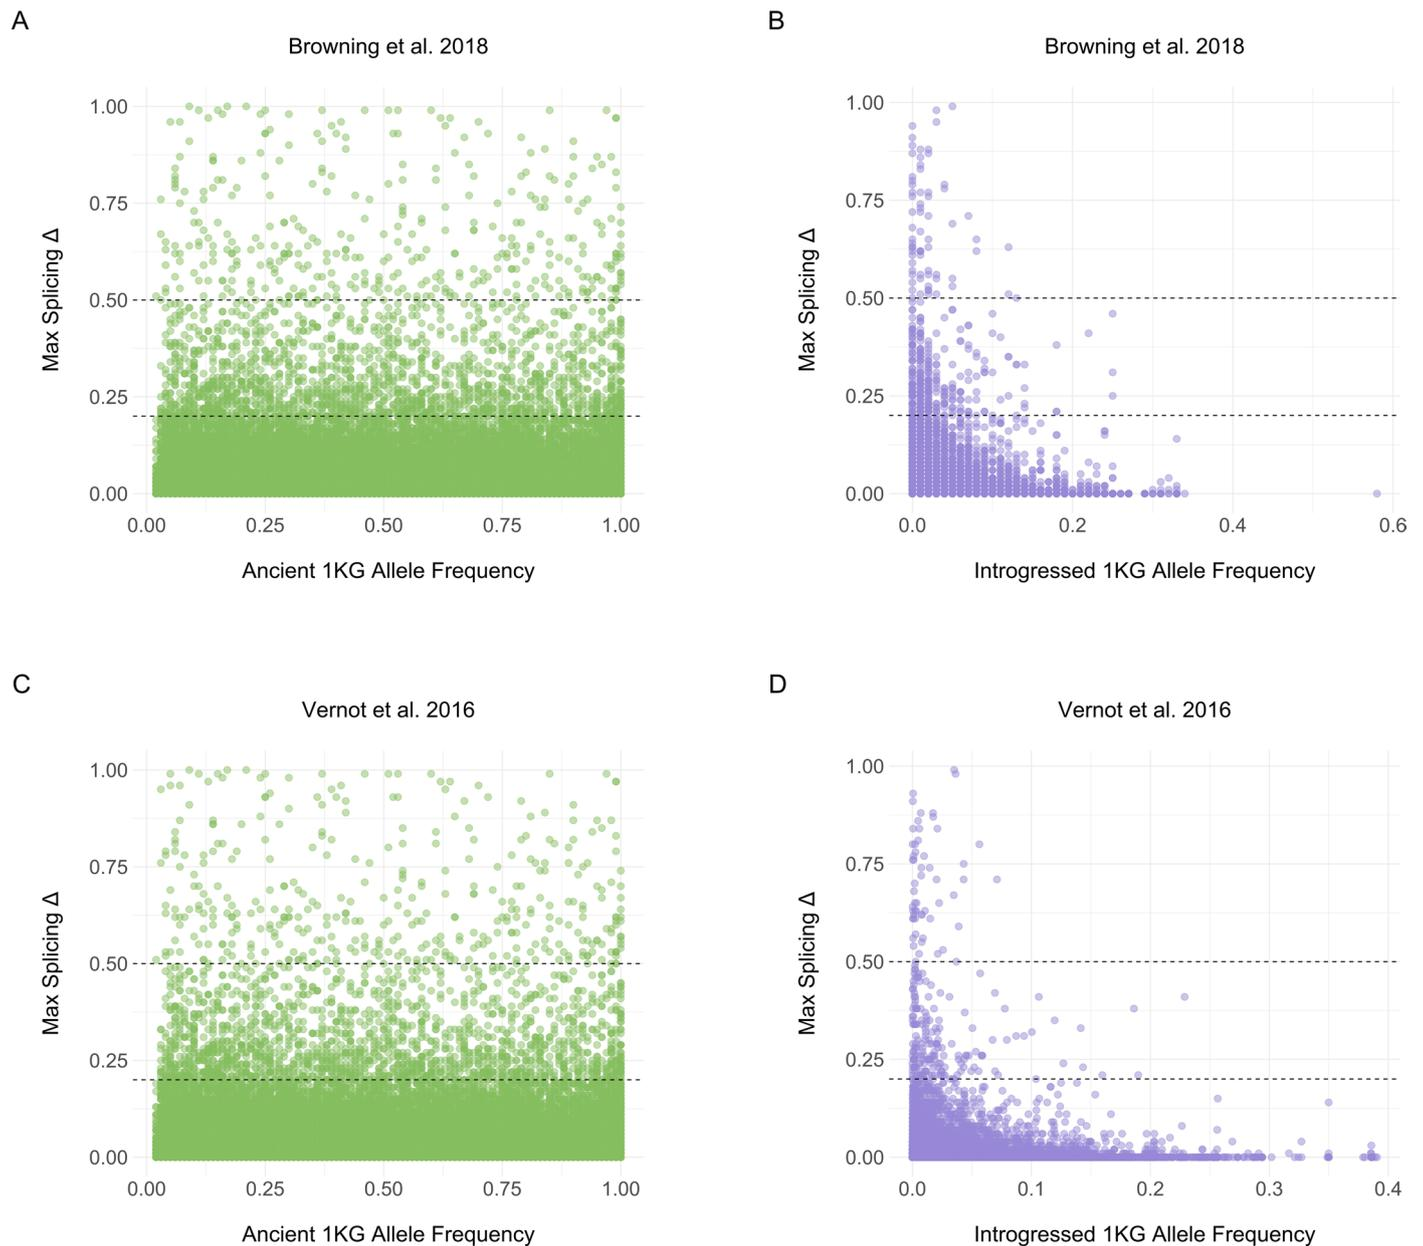 A
Browning et al. 2018
1.00
0.75
0.50
0.25
0.00
Max Splicing Δ
0.00 0.25 0.50 0.75 1.00
Ancient 1KG Allele Frequency
B
Browning et al. 2018
1.00
0.75
0.50
0.25
0.00
Max Splicing Δ
0.0 0.2 0.4 0.6
Introgressed 1KG Allele Frequency
C
Vernot et al. 2016
1.00
0.75
0.50
0.25
0.00
Max Splicing Δ
0.00 0.25 0.50 0.75 1.00
Ancient 1KG Allele Frequency
D
Vernot et al. 2016
1.00
0.75
0.50
0.25
0.00
Max Splicing Δ
0.0 0.1 0.2 0.3 0.4
Introgressed 1KG Allele Frequency